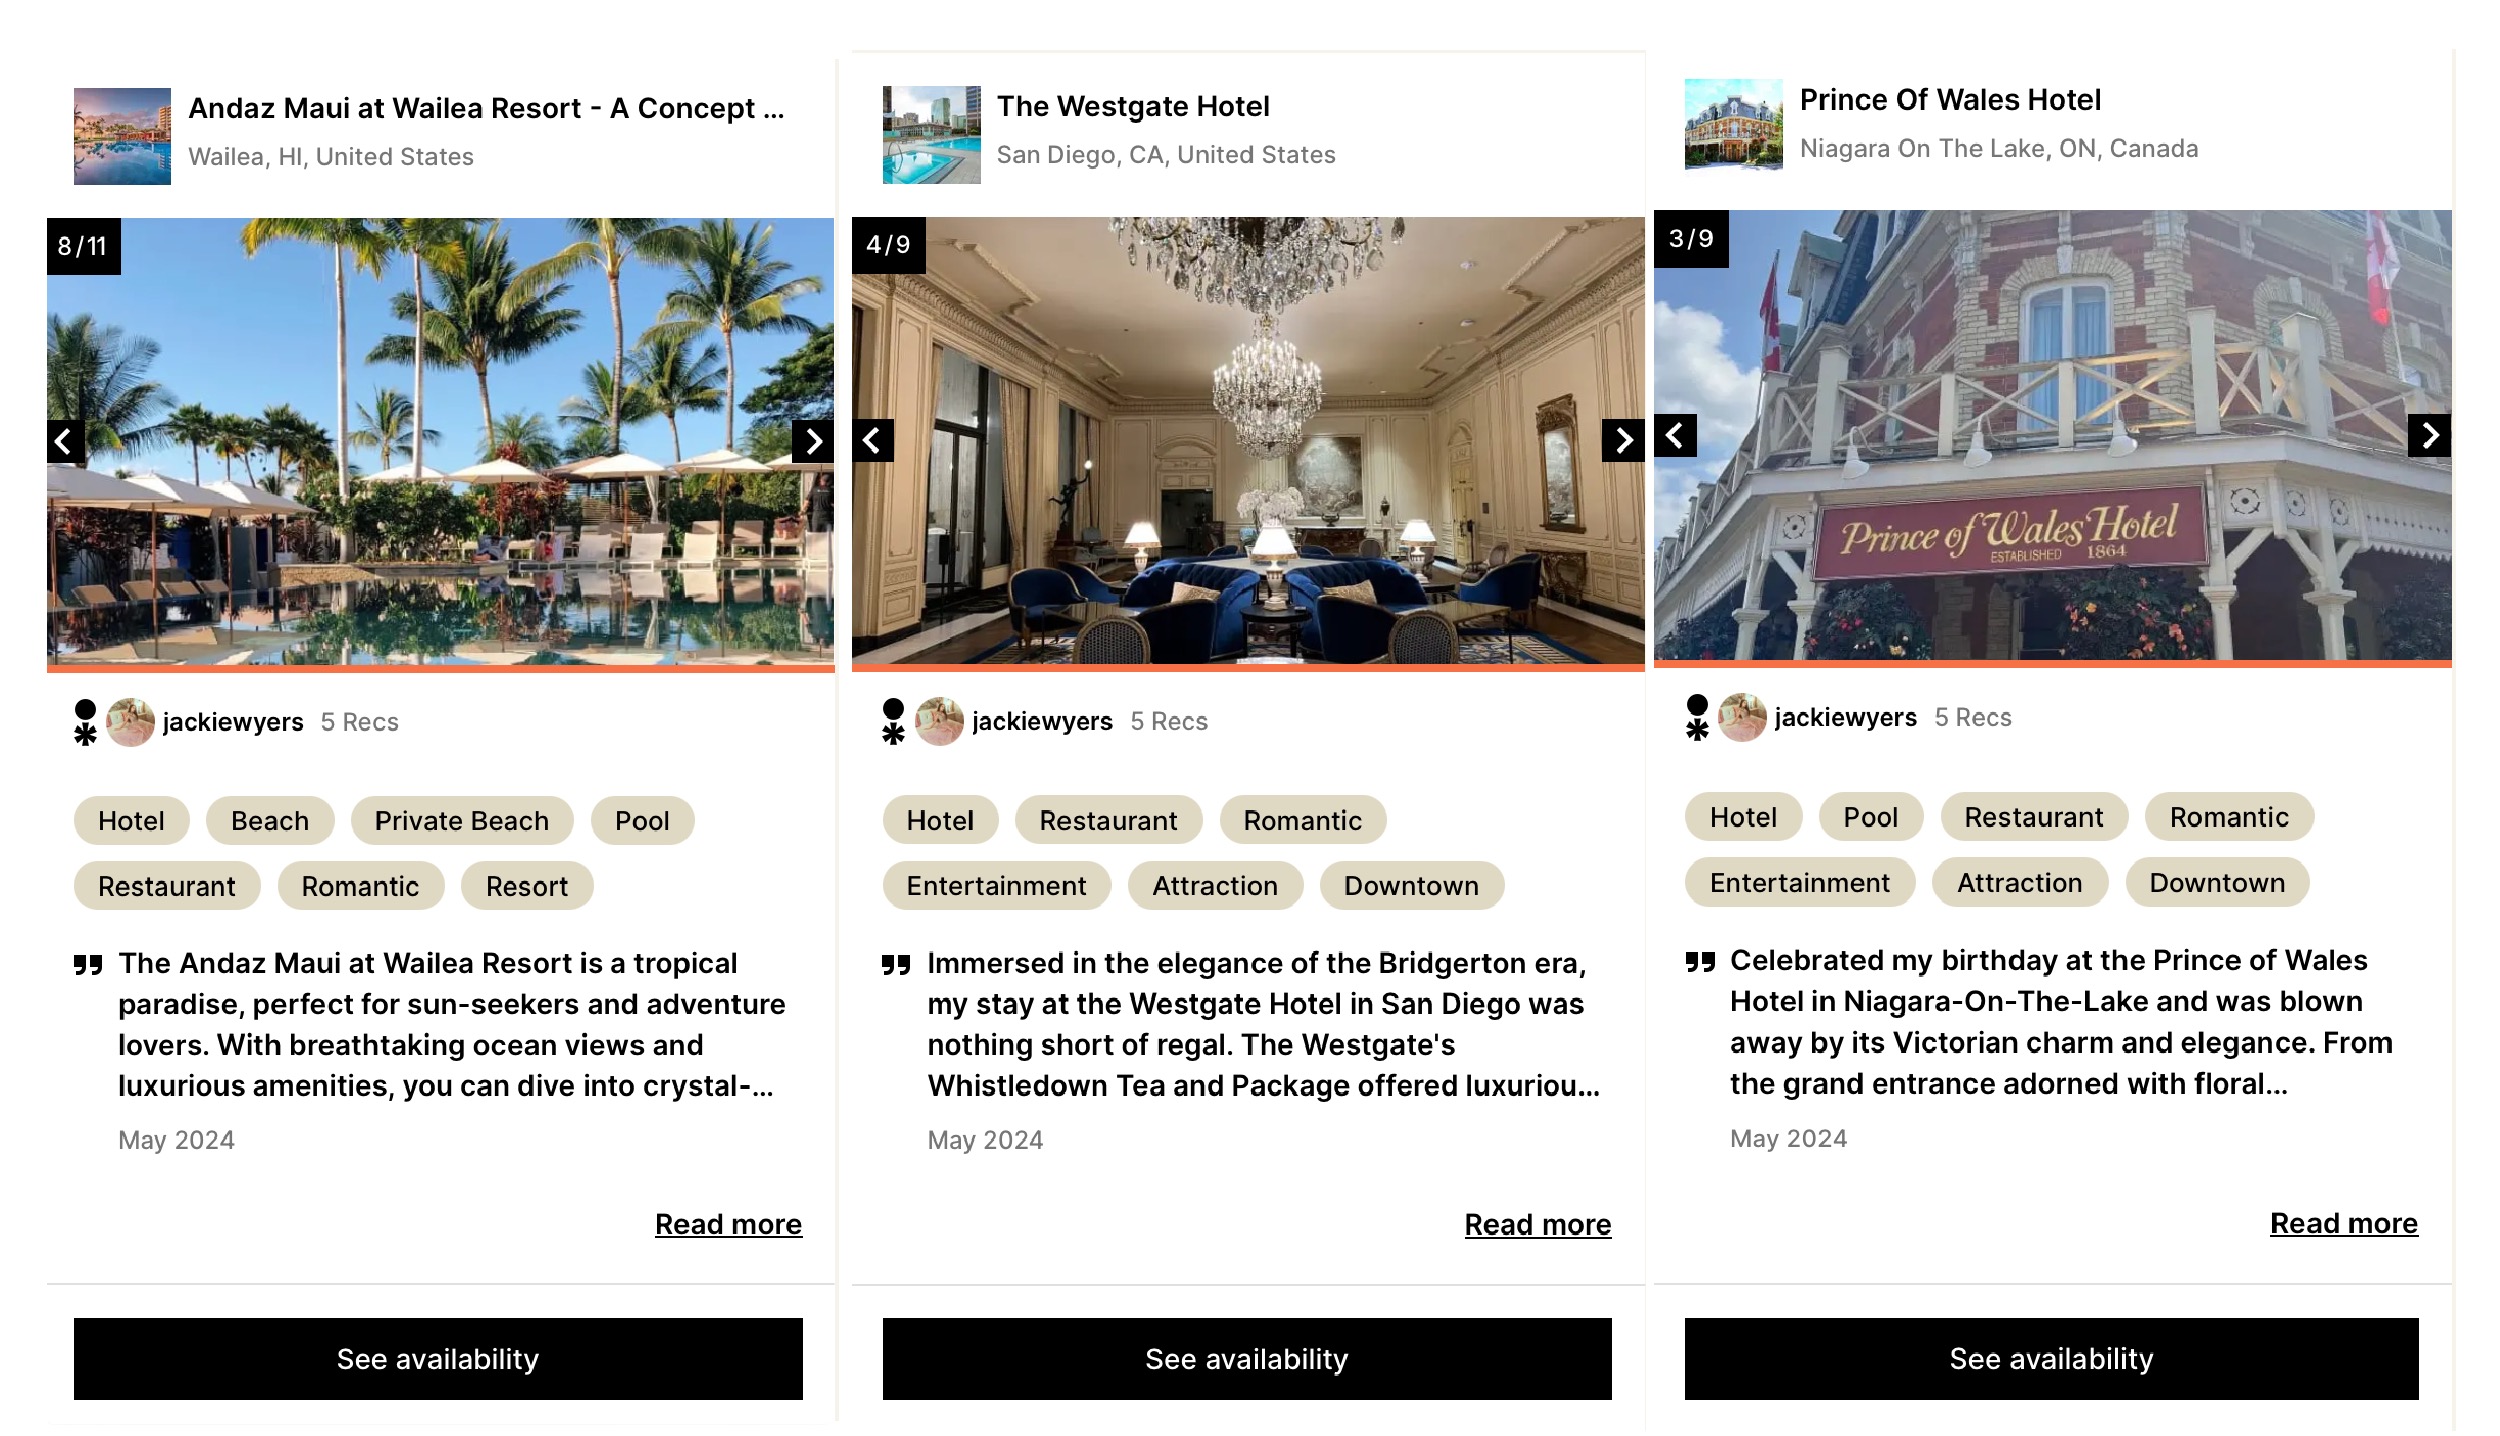 Andaz Maui at Wailea Resort - A Concept ...
Wailea, HI, United States
8/11
jackiewyers 5 Recs
Hotel Beach Private Beach Pool
Restaurant Romantic Resort
The Andaz Maui at Wailea Resort is a tropical
paradise, perfect for sun-seekers and adventure
lovers. With breathtaking ocean views and
luxurious amenities, you can dive into crystal-...
May 2024
Read more
See availability
The Westgate Hotel
San Diego, CA, United States
4/9
jackiewyers 5 Recs
Hotel Restaurant Romantic
Entertainment Attraction Downtown
Immersed in the elegance of the Bridgerton era,
my stay at the Westgate Hotel in San Diego was
nothing short of regal. The Westgate's
Whistledown Tea and Package offered luxuriou...
May 2024
Read more
See availability
Prince Of Wales Hotel
Niagara On The Lake, ON, Canada
3/9
Prince of Wales Hotel
ESTABLISHED 1864
jackiewyers 5 Recs
Hotel Pool Restaurant Romantic
Entertainment Attraction Downtown
Celebrated my birthday at the Prince of Wales
Hotel in Niagara-On-The-Lake and was blown
away by its Victorian charm and elegance. From
the grand entrance adorned with floral...
May 2024
Read more
See availability